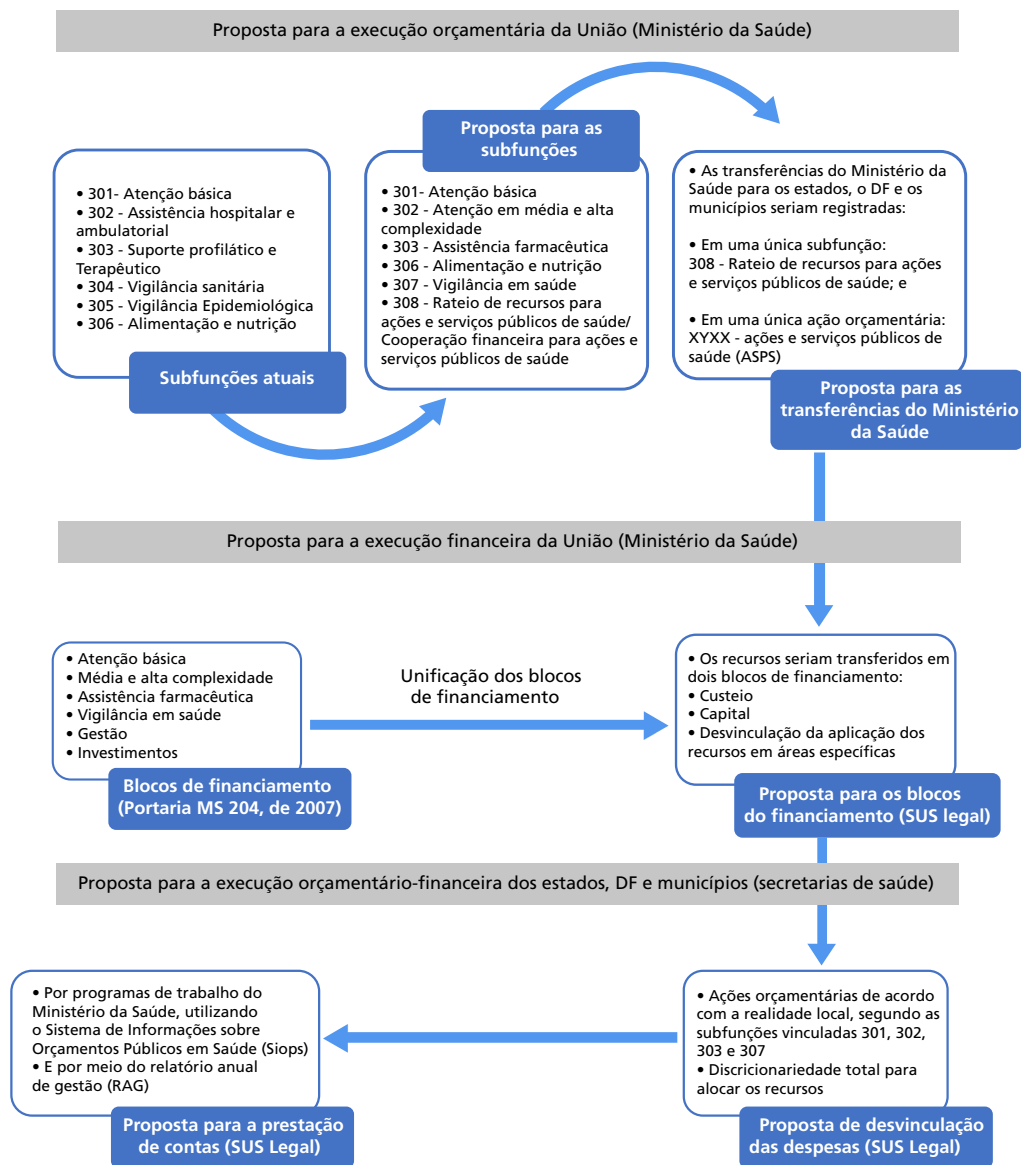 Proposta para a execução orçamentária da União (Ministério da Saúde)
• 301- Atenção básica
• 302 - Assistência hospitalar e
ambulatorial
• 303 - Suporte profilático e
Terapêutico
• 304 - Vigilância sanitária
• 305 - Vigilância Epidemiológica
• 306 - Alimentação e nutrição
Subfunções atuais
Proposta para as
subfunções
• 301- Atenção básica
• 302 - Atenção em média e alta
complexidade
• 303 - Assistência farmacêutica
• 306 - Alimentação e nutrição
• 307 - Vigilância em saúde
• 308 - Rateio de recursos para
ações e serviços públicos de saúde/
Cooperação financeira para ações e
serviços públicos de saúde
• As transferências do Ministério da
Saúde para os estados, o DF e os
municípios seriam registradas:
• Em uma única subfunção:
308 - Rateio de recursos para ações
e serviços públicos de saúde; e
• Em uma única ação orçamentária:
XYXX - ações e serviços públicos de
saúde (ASPS)
Proposta para as
transferências do Ministério
da Saúde
Proposta para a execução financeira da União (Ministério da Saúde)
• Atenção básica
• Média e alta complexidade
• Assistência farmacêutica
• Vigilância em saúde
• Gestão
• Investimentos
Blocos de financiamento
(Portaria MS 204, de 2007)
Unificação dos blocos
de financiamento
• Os recursos seriam transferidos em
dois blocos de financiamento:
• Custeio
• Capital
• Desvinculação da aplicação dos
recursos em áreas específicas
Proposta para os blocos
do financiamento (SUS legal)
Proposta para a execução orçamentário-financeira dos estados, DF e municípios (secretarias de saúde)
• Por programas de trabalho do
Ministério da Saúde, utilizando
o Sistema de Informações sobre
Orçamentos Públicos em Saúde (Siops)
• E por meio do relatório anual
de gestão (RAG)
Proposta para a prestação
de contas (SUS Legal)
• Ações orçamentárias de acordo
com a realidade local, segundo as
subfunções vinculadas 301, 302,
303 e 307
• Discricionariedade total para
alocar os recursos
Proposta de desvinculação
das despesas (SUS Legal)